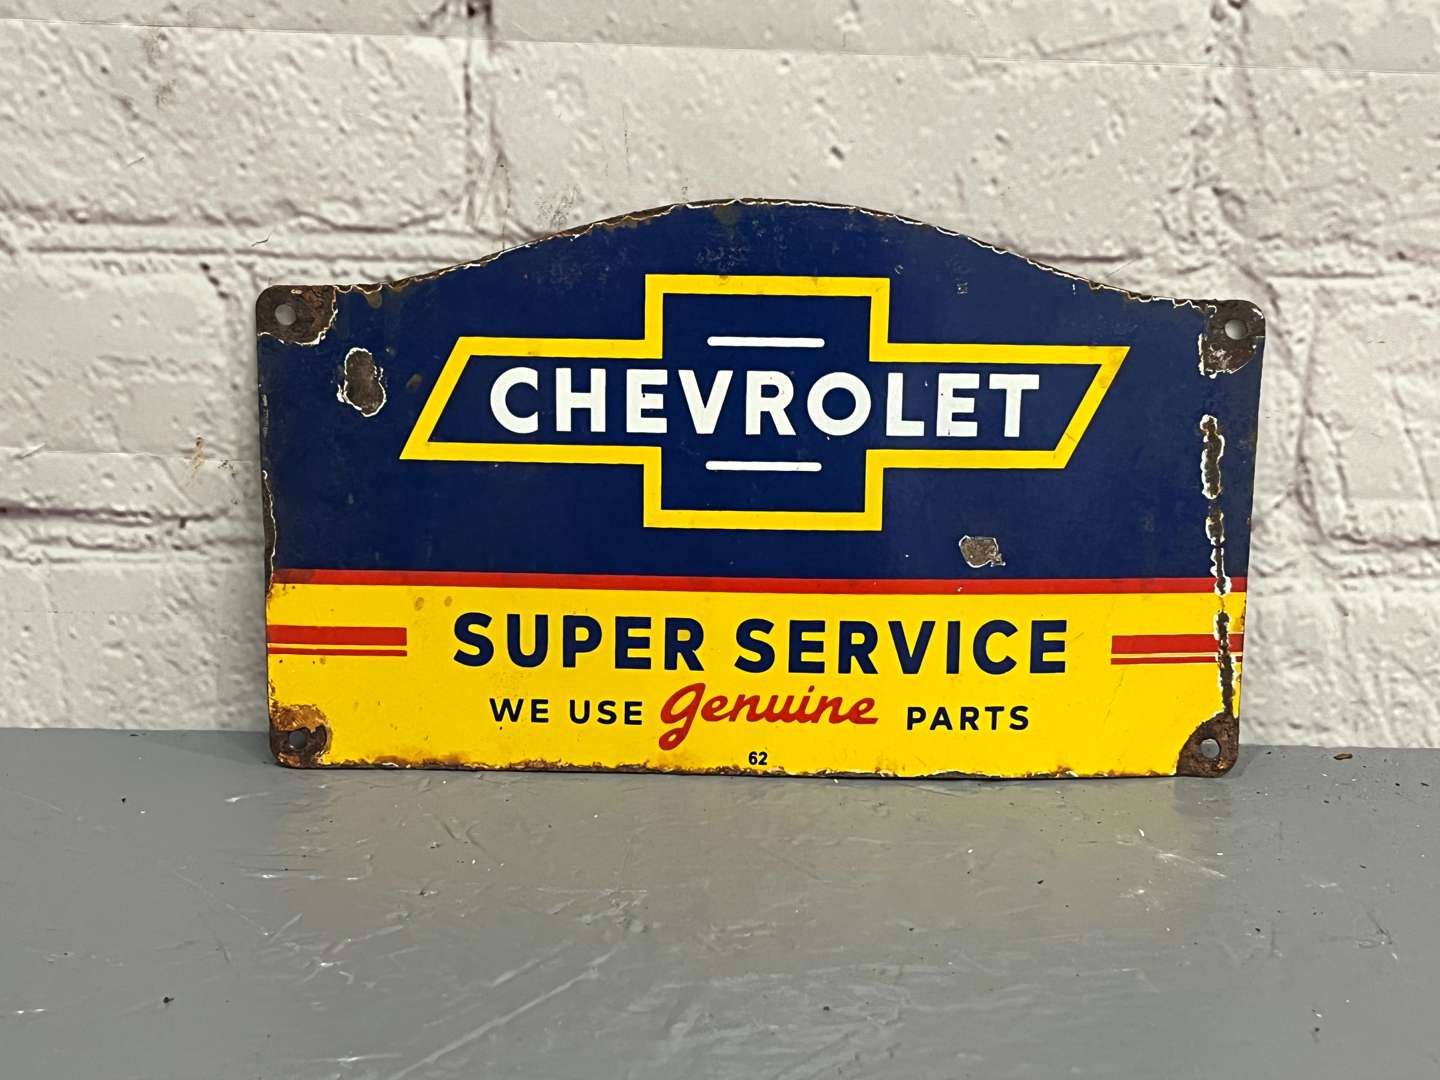 CHEVROLET
SUPER SERVICE
WE USE genuine PARTS
62